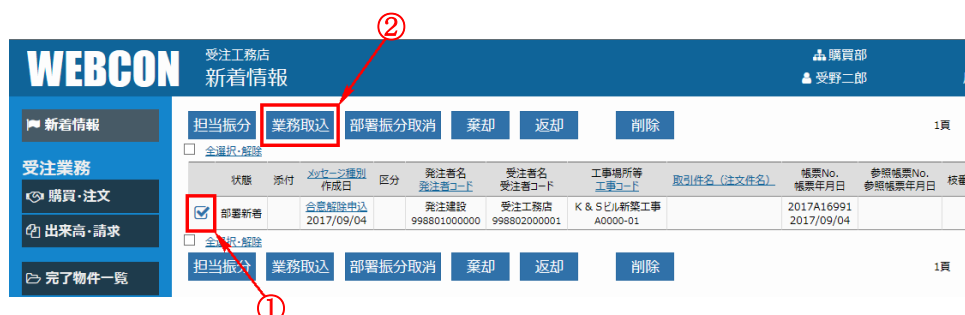 ②
WEBCON
受注工務店
新着情報
購買部
受野二郎
新着情報
受注業務
購買・注文
出来高・請求
完了物件一覧
担当振分 業務取込 部署振分取消 棄却 返却 削除
1頁
全選択・解除
状態 添付 メッセージ種別 作成日 区分 発注者名 発注者コード 受注者名 受注者コード 工事場所等 工事コード 取引件名（注文件名） 帳票No. 帳票年月日 参照帳票No. 参照帳票年月日 枝番
部署新着 合意解除申込 2017/09/04 発注建設 998801000000 受注工務店 998802000001 K＆Sビル新築工事 A0000-01 2017A16991 2017/09/04
全選択・解除
担当振分 業務取込 部署振分取消 棄却 返却 削除
1頁
①